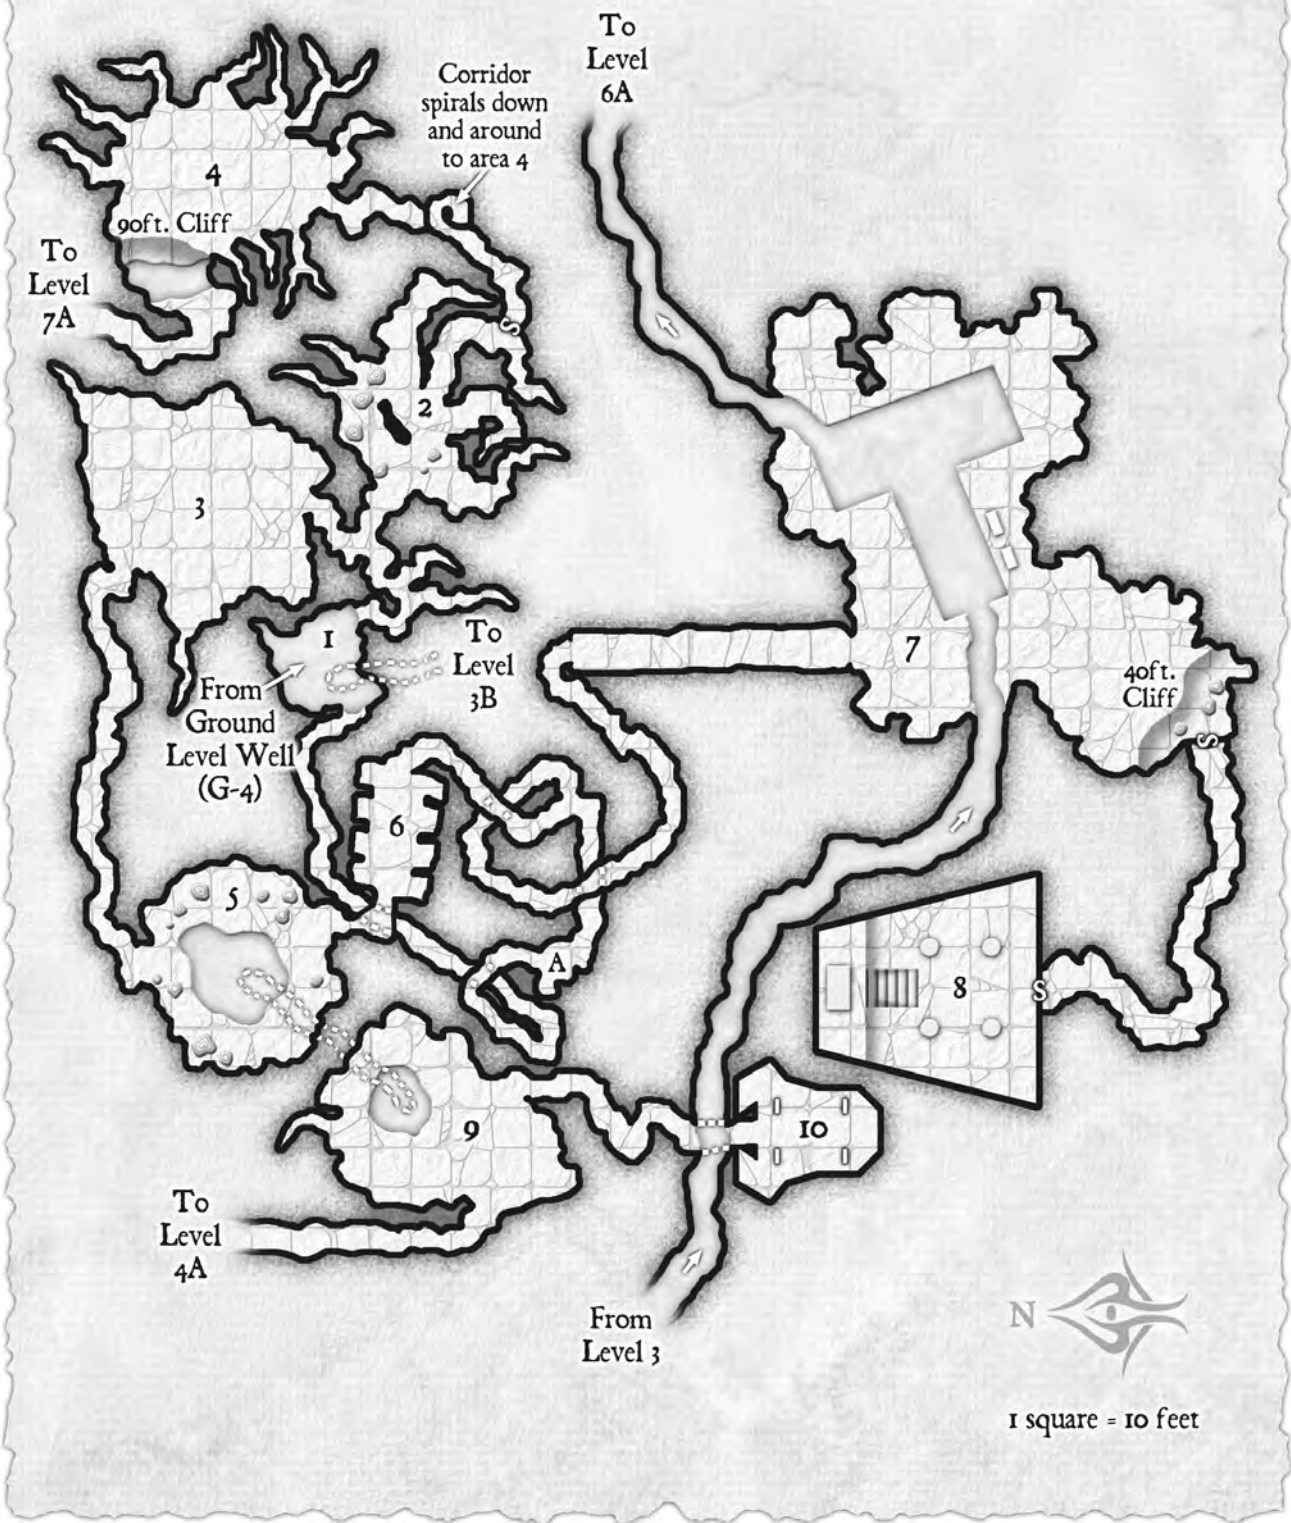 To
Level
6A
Corridor
spirals down
and around
to area 4
4
90ft. Cliff
To
Level
7A
S
2
3
1
To
Level
3B
From
Ground
Level Well
(G-4)
7
40ft.
Cliff
S
6
5
A
8
S
9
10
To
Level
4A
From
Level 3
N
1 square = 10 feet